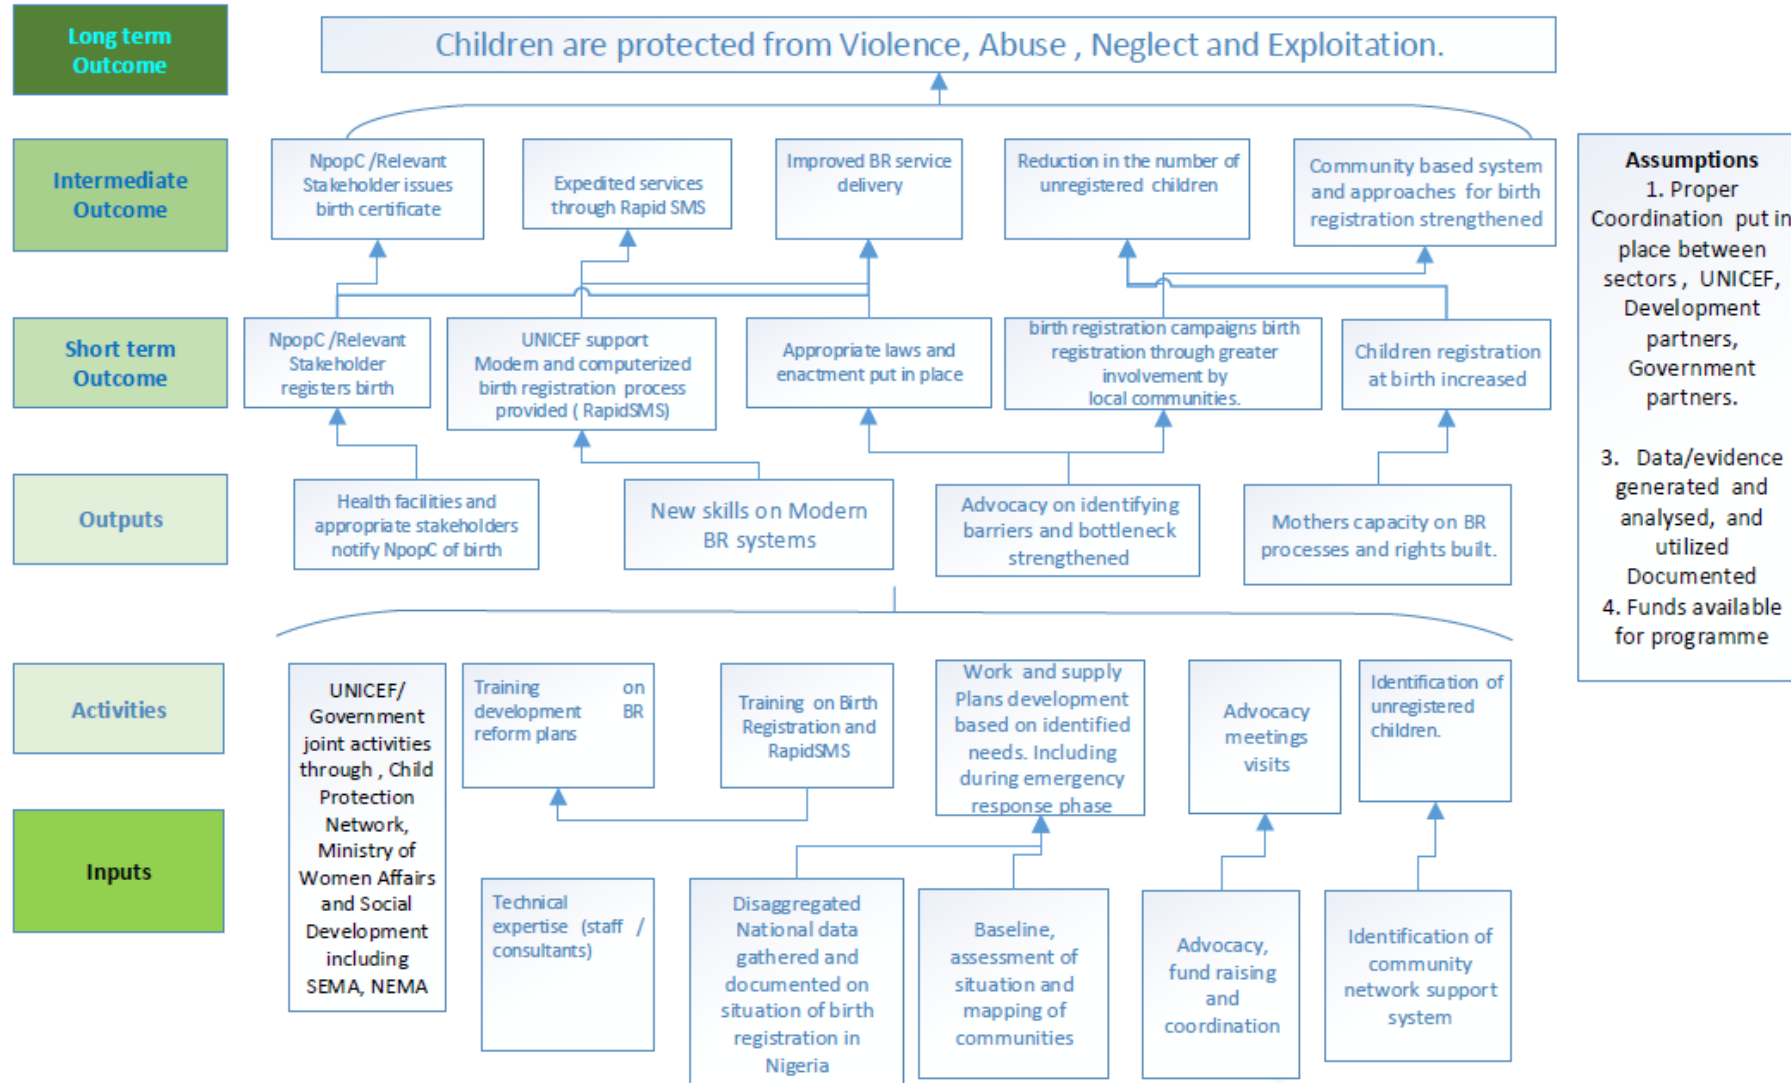 Long term
Outcome
Children are protected from Violence, Abuse , Neglect and Exploitation.
Intermediate
Outcome
NpopC /Relevant
Stakeholder issues
birth certificate
Expedited services
through Rapid SMS
Improved BR service
delivery
Reduction in the number of
unregistered children
Community based system
and approaches for birth
registration strengthened
Short term
Outcome
NpopC /Relevant
Stakeholder
registers birth
UNICEF support
Modern and computerized
birth registration process
provided ( RapidSMS)
Appropriate laws and
enactment put in place
birth registration campaigns birth
registration through greater
involvement by
local communities.
Children registration
at birth increased
Outputs
Health facilities and
appropriate stakeholders
notify NpopC of birth
New skills on Modern
BR systems
Advocacy on identifying
barriers and bottleneck
strengthened
Mothers capacity on BR
processes and rights built.
Activities
UNICEF/
Government
joint activities
through , Child
Protection
Network,
Ministry of
Women Affairs
and Social
Development
including
SEMA, NEMA
Training on
development BR
reform plans
Training on Birth
Registration and
RapidSMS
Work and supply
Plans development
based on identified
needs. Including
during emergency
response phase
Advocacy
meetings
visits
Identification of
unregistered
children.
Inputs
Technical
expertise (staff /
consultants)
Disaggregated
National data
gathered and
documented on
situation of birth
registration in
Nigeria
Baseline,
assessment of
situation and
mapping of
communities
Advocacy,
fund raising
and
coordination
Identification of
community
network support
system
Assumptions
1. Proper
Coordination put in
place between
sectors , UNICEF,
Development
partners,
Government
partners.
3. Data/evidence
generated and
analysed, and
utilized
Documented
4. Funds available
for programme